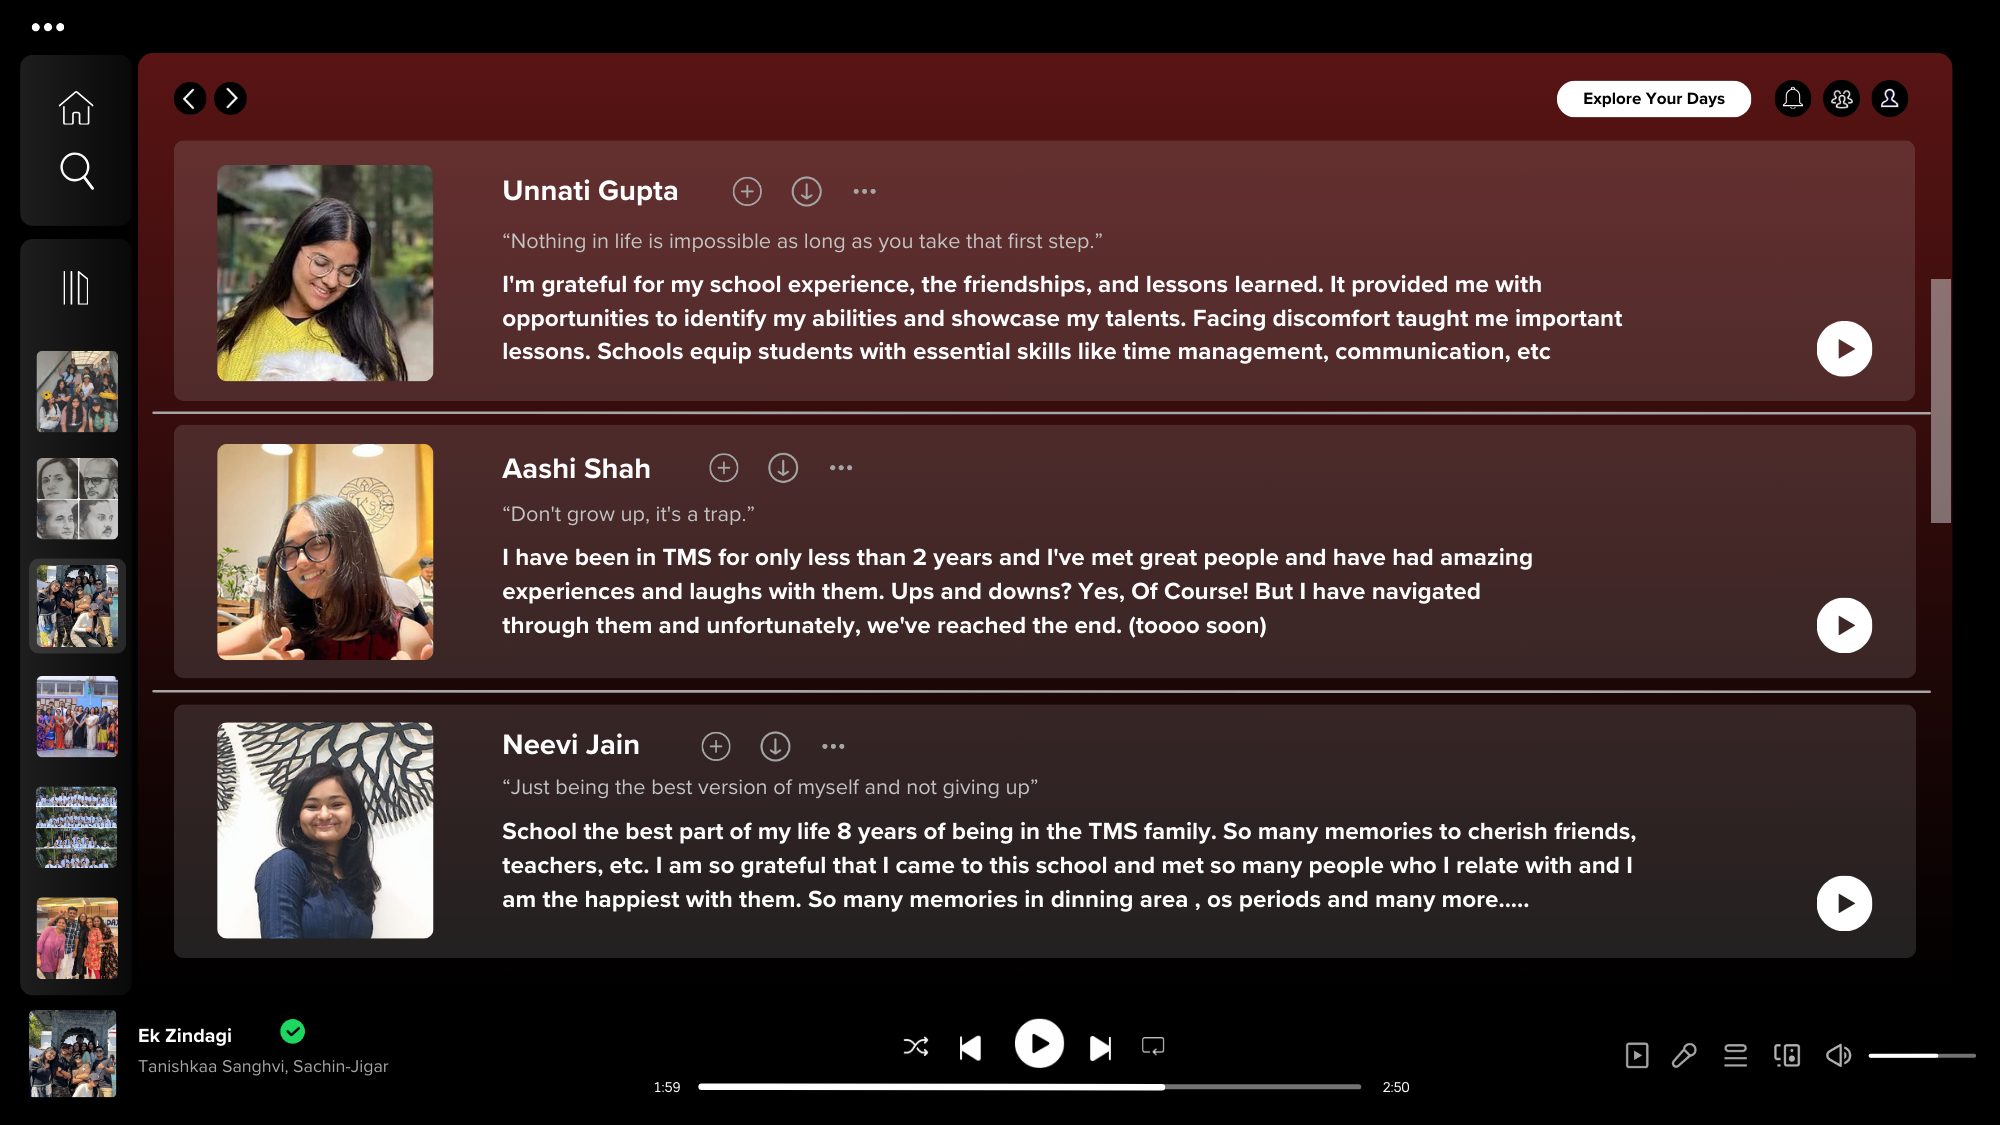 Explore Your Days
Unnati Gupta
“Nothing in life is impossible as long as you take that first step.”
I'm grateful for my school experience, the friendships, and lessons learned. It provided me with
opportunities to identify my abilities and showcase my talents. Facing discomfort taught me important
lessons. Schools equip students with essential skills like time management, communication, etc
Aashi Shah
“Don't grow up, it's a trap.”
I have been in TMS for only less than 2 years and I've met great people and have had amazing
experiences and laughs with them. Ups and downs? Yes, Of Course! But I have navigated
through them and unfortunately, we've reached the end. (toooo soon)
Neevi Jain
“Just being the best version of myself and not giving up”
School the best part of my life 8 years of being in the TMS family. So many memories to cherish friends,
teachers, etc. I am so grateful that I came to this school and met so many people who I relate with and I
am the happiest with them. So many memories in dinning area , os periods and many more.....
Ek Zindagi
Tanishkaa Sanghvi, Sachin-Jigar
1:59
2:50